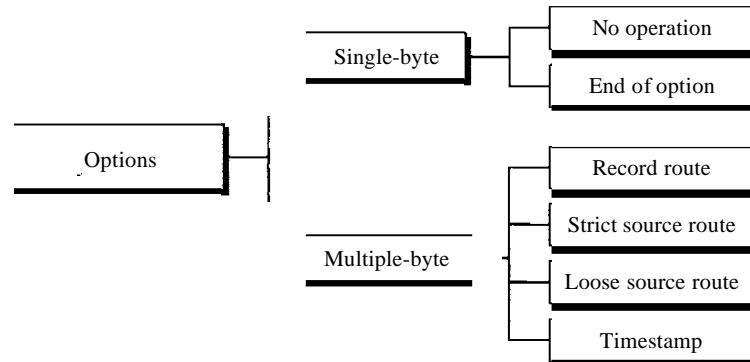 No operation
Single-byte
End of option
Options
Record route
Strict source route
Multiple-byte
Loose source route
Timestamp